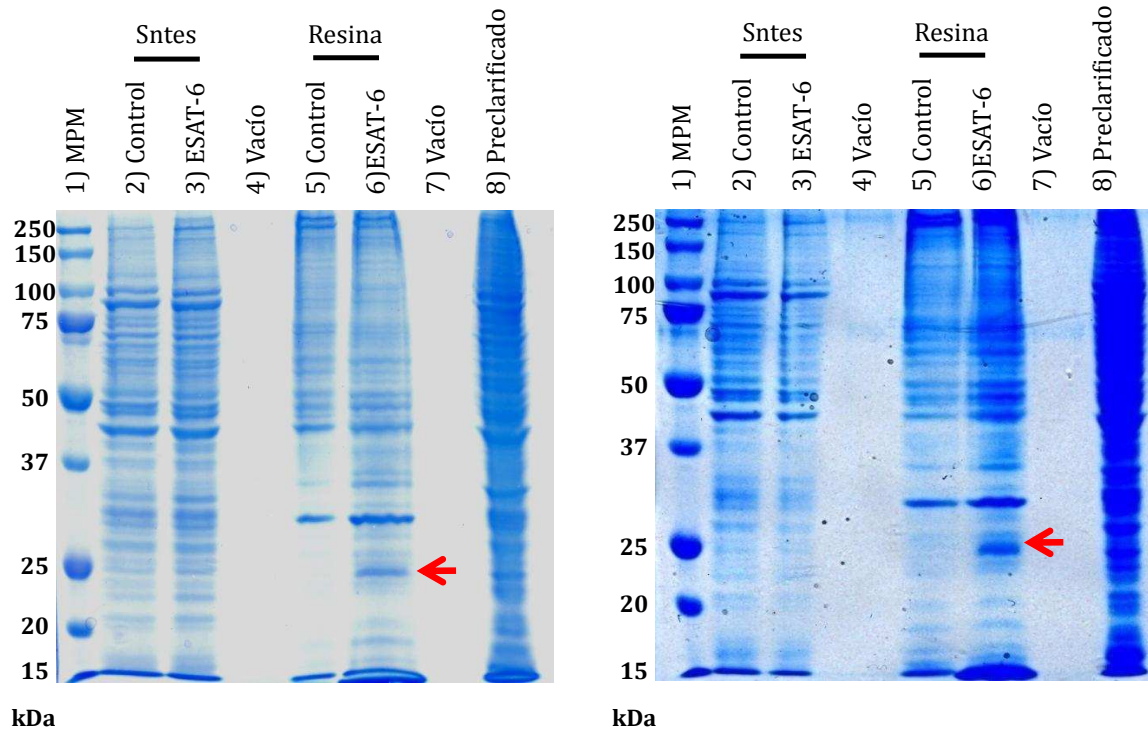 Sntes
Resina
1) MPM
2) Control
3) ESAT-6
4) Vacío
5) Control
6)ESAT-6
7) Vacío
8) Preclarificado
250
150
100
75
50
37
25
20
15
kDa
Sntes
Resina
1) MPM
2) Control
3) ESAT-6
4) Vacío
5) Control
6)ESAT-6
7) Vacío
8) Preclarificado
250
150
100
75
50
37
25
20
15
kDa